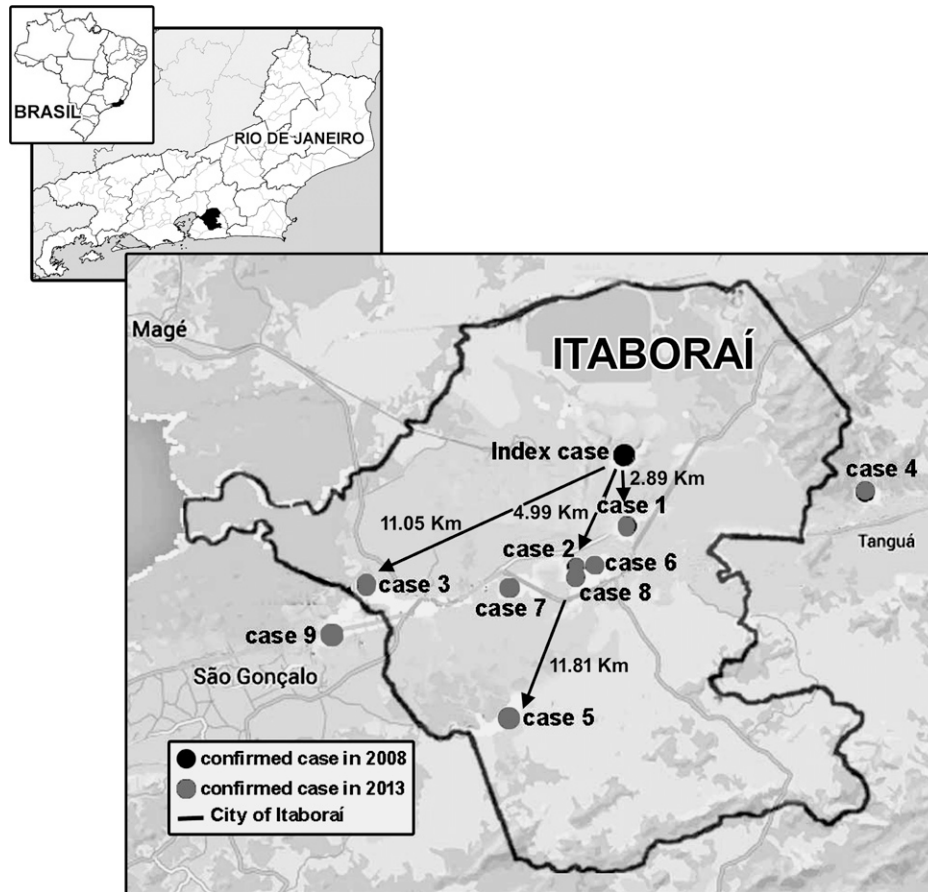 BRASIL
RIO DE JANEIRO
Magé
ITABORAÍ
Index case
2.89 Km
case 4
11.05 Km
4.99 Km
case 1
Tanguá
case 2
case 6
case 3
case 7
case 8
case 9
São Gonçalo
11.81 Km
case 5
confirmed case in 2008
confirmed case in 2013
City of Itaboraí